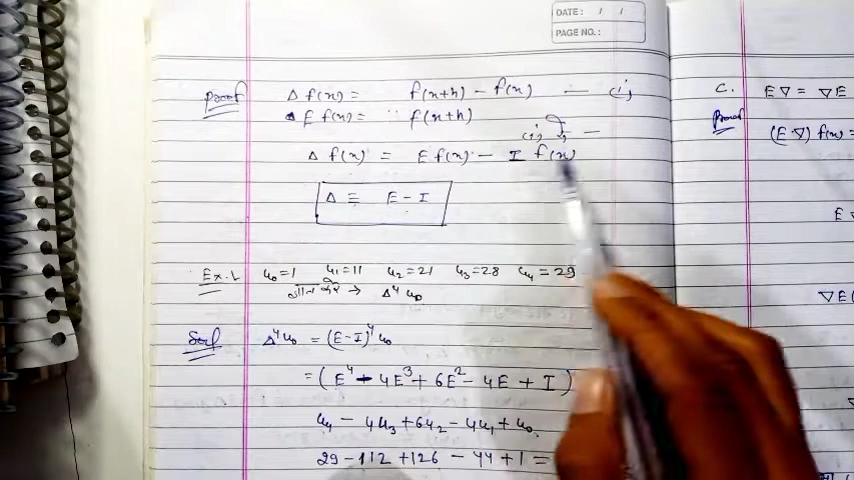 DATE: / /
PAGE NO.:
Proof Δ f(x) = f(x+h) - f(x) — (i)
E f(x) = f(x+h)
Δ f(x) = E f(x) - I f(x)
Δ ≡ E - I
Ex. 1 u₀=1 u₁=11 u₂=21 u₃=28 u₄=29
ज्ञात करें → Δ⁴u₀
Sol Δ⁴u₀ = (E-I)⁴u₀
= (E⁴ - 4E³ + 6E² - 4E + I)
u₄ - 4u₃ + 6u₂ - 4u₁ + u₀
29 - 112 + 126 - 44 + 1 =
C. E∇ = ∇E
Proof
(E∇) f(x) =
E
∇E(